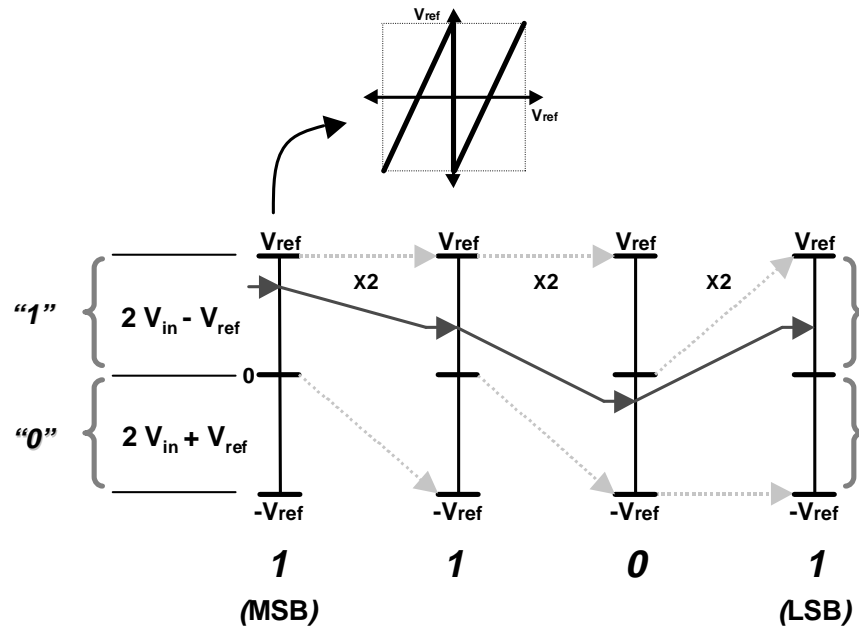 Vref
Vref
Vref Vref Vref Vref
X2 X2 X2
“1” 2 Vin - Vref
0
“0” 2 Vin + Vref
-Vref -Vref -Vref -Vref
1 1 0 1
(MSB) (LSB)